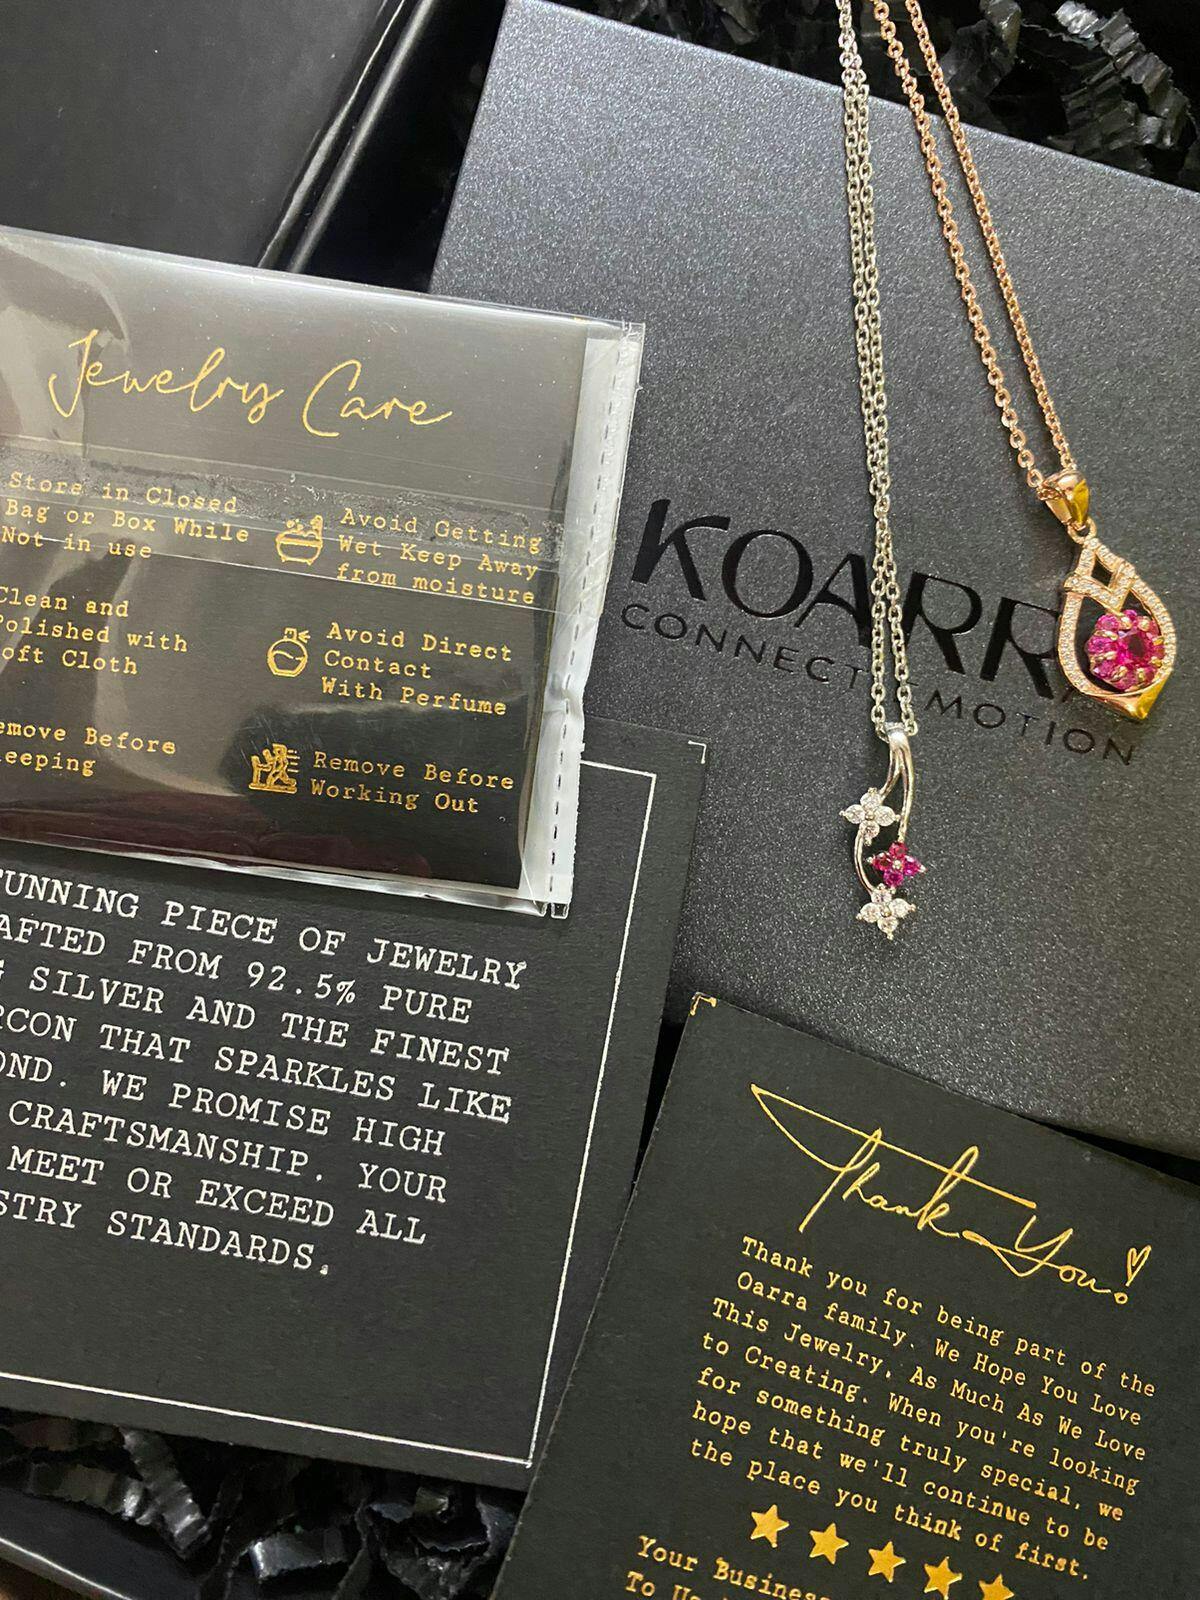 Jewelry Care
Store in Closed
Bag or Box While
Not in use
Avoid Getting
Wet Keep Away
from moisture
Clean and
Polished with
oft Cloth
Avoid Direct
Contact
With Perfume
emove Before
eeping
Remove Before
Working Out
KOARR
CONNECT EMOTION
TUNNING PIECE OF JEWELRY
AFTED FROM 92.5% PURE
G SILVER AND THE FINEST
RCON THAT SPARKLES LIKE
OND. WE PROMISE HIGH
CRAFTSMANSHIP. YOUR
MEET OR EXCEED ALL
STRY STANDARDS.
Thank You!
Thank you for being part of the
Oarra family. We Hope You Love
This Jewelry, As Much As We Love
to Creating. When you're looking
for something truly special, we
hope that we'll continue to be
the place you think of first.
Your Business
To Us